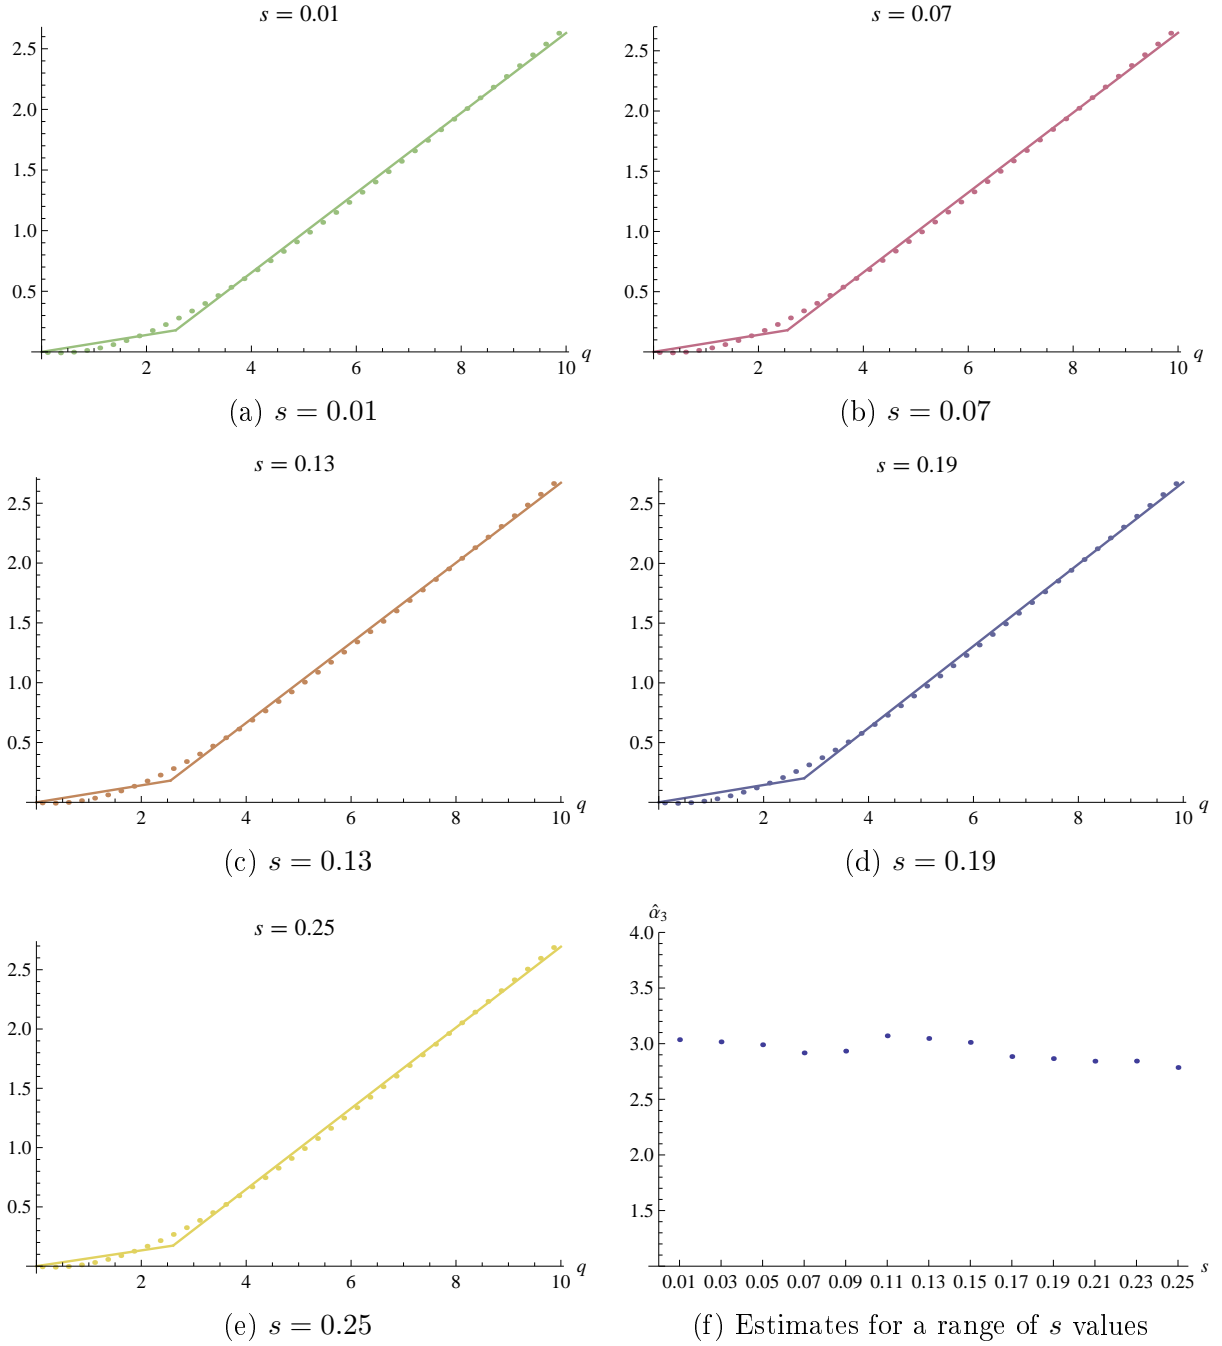 s = 0.01
2.5
2.0
1.5
1.0
0.5
2 4 6 8 10 q
(a) s = 0.01
s = 0.07
2.5
2.0
1.5
1.0
0.5
2 4 6 8 10 q
(b) s = 0.07
s = 0.13
2.5
2.0
1.5
1.0
0.5
2 4 6 8 10 q
(c) s = 0.13
s = 0.19
2.5
2.0
1.5
1.0
0.5
2 4 6 8 10 q
(d) s = 0.19
s = 0.25
2.5
2.0
1.5
1.0
0.5
2 4 6 8 10 q
(e) s = 0.25
α̂₃
4.0
3.5
3.0
2.5
2.0
1.5
0.01 0.03 0.05 0.07 0.09 0.11 0.13 0.15 0.17 0.19 0.21 0.23 0.25 s
(f) Estimates for a range of s values